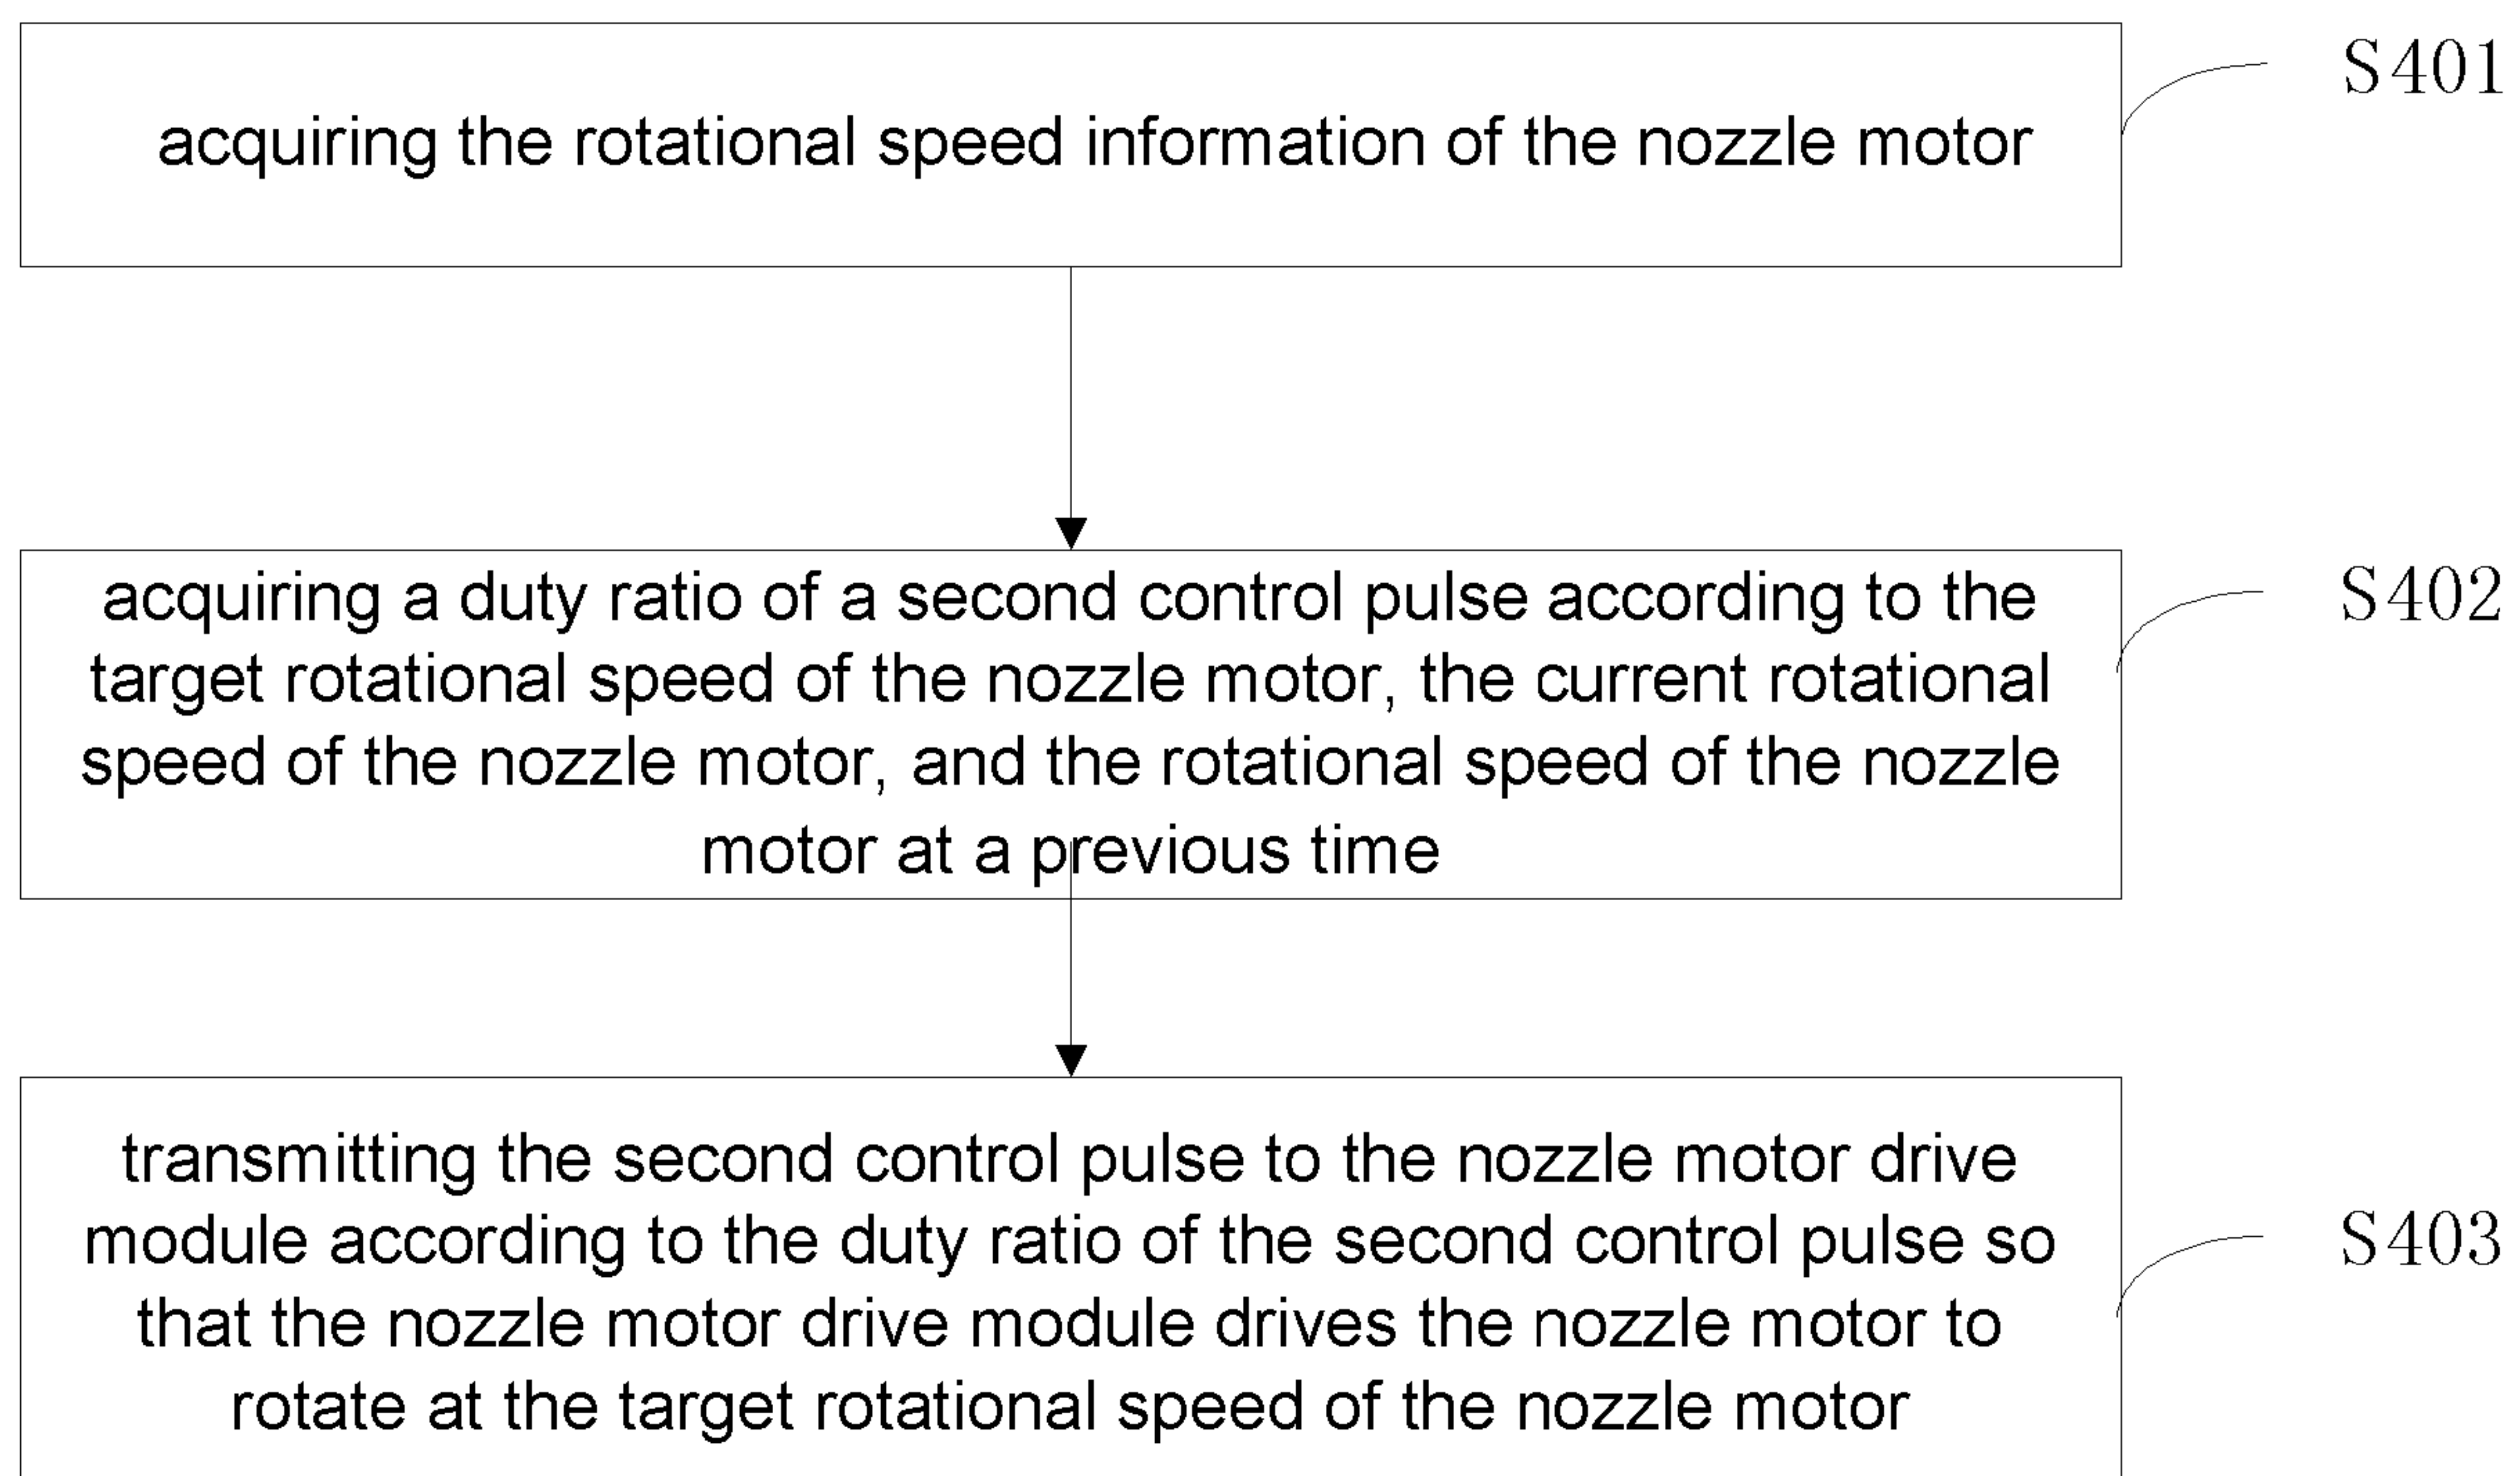 acquiring the rotational speed information of the nozzle motor
S401
acquiring a duty ratio of a second control pulse according to the
target rotational speed of the nozzle motor, the current rotational
speed of the nozzle motor, and the rotational speed of the nozzle
motor at a previous time
S402
transmitting the second control pulse to the nozzle motor drive
module according to the duty ratio of the second control pulse so
that the nozzle motor drive module drives the nozzle motor to
rotate at the target rotational speed of the nozzle motor
S403